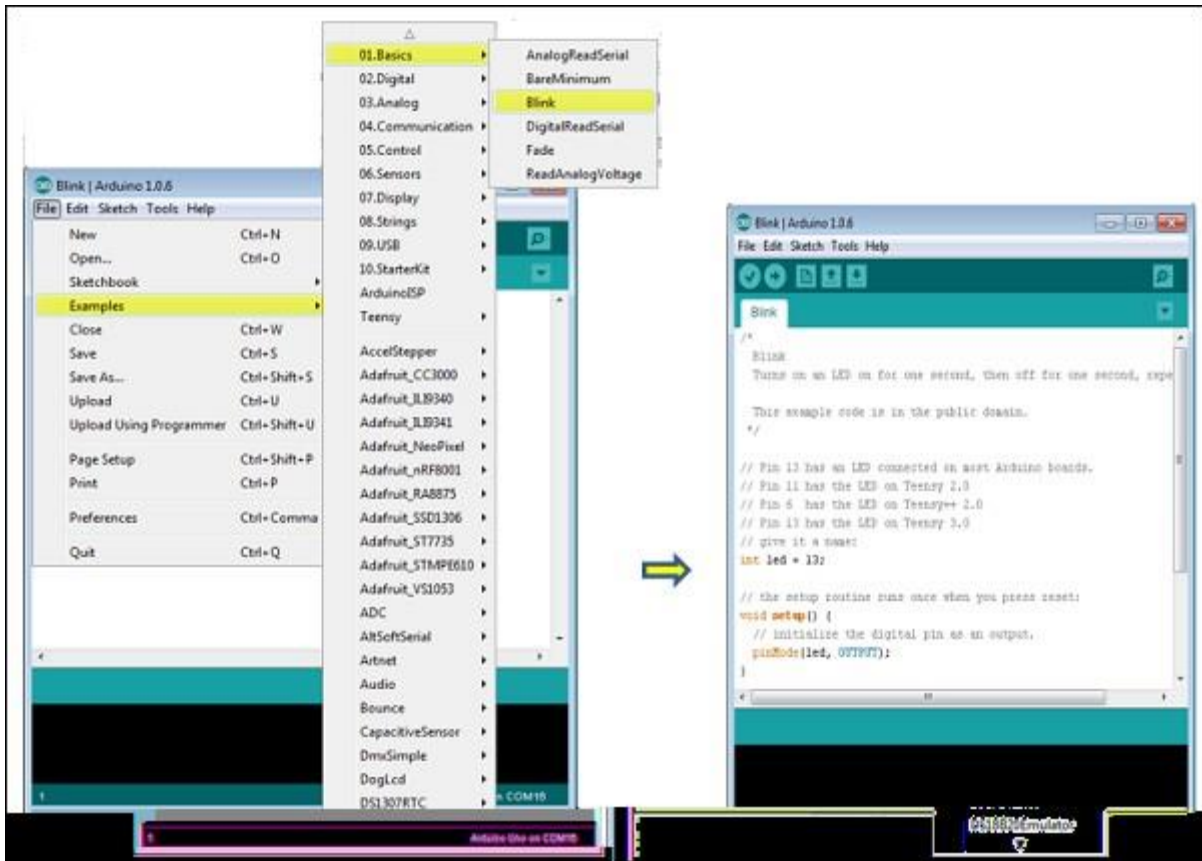 01.Basics
02.Digital
03.Analog
04.Communication
05.Control
06.Sensors
07.Display
08.Strings
09.USB
10.StarterKit
ArduinoISP
Teensy
AccelStepper
Adafruit_CC3000
Adafruit_ILI9340
Adafruit_ILI9341
Adafruit_NeoPixel
Adafruit_nRF8001
Adafruit_RA8875
Adafruit_SSD1306
Adafruit_ST7735
Adafruit_STMPE610
Adafruit_VS1053
ADC
AltSoftSerial
Artnet
Audio
Bounce
CapacitiveSensor
DmxSimple
DogLcd
DS1307RTC
AnalogReadSerial
BareMinimum
Blink
DigitalReadSerial
Fade
ReadAnalogVoltage
Blink | Arduino 1.0.6
File Edit Sketch Tools Help
New Ctrl+N
Open... Ctrl+O
Sketchbook
Examples
Close Ctrl+W
Save Ctrl+S
Save As... Ctrl+Shift+S
Upload Ctrl+U
Upload Using Programmer Ctrl+Shift+U
Page Setup Ctrl+Shift+P
Print Ctrl+P
Preferences Ctrl+Comma
Quit Ctrl+Q
1
on COM16
1 Arduino Uno on COM16
Blink | Arduino 1.0.6
File Edit Sketch Tools Help
Blink
/*
Blink
Turns on an LED on for one second, then off for one second, repe
This example code is in the public domain.
*/
// Pin 13 has an LED connected on most Arduino boards.
// Pin 11 has the LED on Teensy 2.0
// Pin 6 has the LED on Teensy++ 2.0
// Pin 13 has the LED on Teensy 3.0
// give it a name:
int led = 13;
// the setup routine runs once when you press reset:
void setup() {
// initialize the digital pin as an output.
pinMode(led, OUTPUT);
}